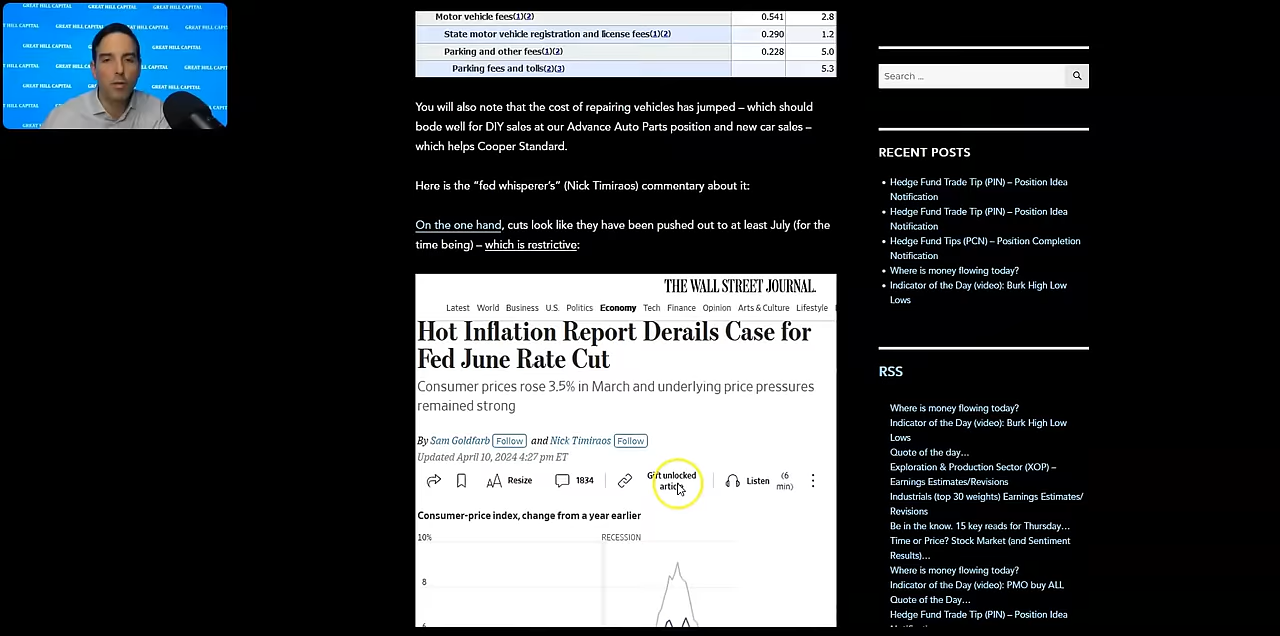 GREAT HILL CAPITAL
Motor vehicle fees(1)(2) 0.541 2.8
State motor vehicle registration and license fees(1)(2) 0.290 1.2
Parking and other fees(1)(2) 0.228 5.0
Parking fees and tolls(2)(3) 5.3
You will also note that the cost of repairing vehicles has jumped – which should
bode well for DIY sales at our Advance Auto Parts position and new car sales –
which helps Cooper Standard.
Here is the “fed whisperer’s” (Nick Timiraos) commentary about it:
On the one hand, cuts look like they have been pushed out to at least July (for the
time being) – which is restrictive:
THE WALL STREET JOURNAL.
Latest World Business U.S. Politics Economy Tech Finance Opinion Arts & Culture Lifestyle
Hot Inflation Report Derails Case for
Fed June Rate Cut
Consumer prices rose 3.5% in March and underlying price pressures
remained strong
By Sam Goldfarb Follow and Nick Timiraos Follow
Updated April 10, 2024 4:27 pm ET
Resize 1834 Gift unlocked article Listen (6 min)
Consumer-price index, change from a year earlier
10%
RECESSION
8
Search ...
RECENT POSTS
Hedge Fund Trade Tip (PIN) – Position Idea
Notification
Hedge Fund Trade Tip (PIN) – Position Idea
Notification
Hedge Fund Tips (PCN) – Position Completion
Notification
Where is money flowing today?
Indicator of the Day (video): Burk High Low
Lows
RSS
Where is money flowing today?
Indicator of the Day (video): Burk High Low
Lows
Quote of the day…
Exploration & Production Sector (XOP) –
Earnings Estimates/Revisions
Industrials (top 30 weights) Earnings Estimates/
Revisions
Be in the know. 15 key reads for Thursday…
Time or Price? Stock Market (and Sentiment
Results)…
Where is money flowing today?
Indicator of the Day (video): PMO buy ALL
Quote of the Day…
Hedge Fund Trade Tip (PIN) – Position Idea